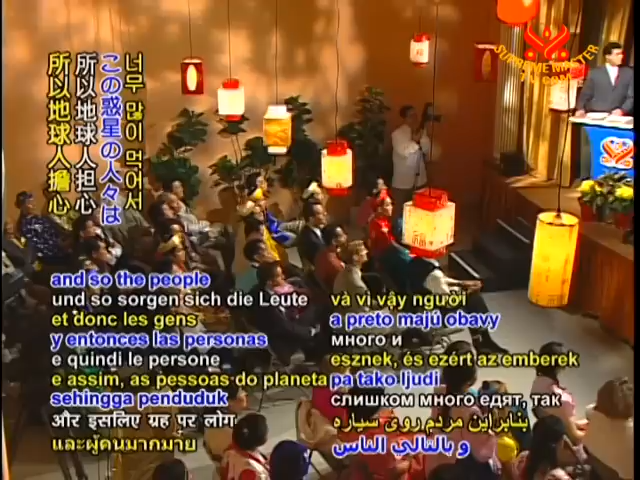 所以地球人擔心
所以地球人担心
この惑星の人々は
너무 많이 먹어서
SUPREME MASTER
TV.COM
and so the people
und so sorgen sich die Leute
et donc les gens
y entonces las personas
e quindi le persone
e assim, as pessoas do planeta
sehingga penduduk
और इसलिए ग्रह पर लोग
และผู้คนมากมาย
và vì vậy người
a preto majú obavy
много и
esznek, és ezért az emberek
pa tako ljudi
слишком много едят, так
بنابراین مردم روی سیاره
و بالتالي الناس